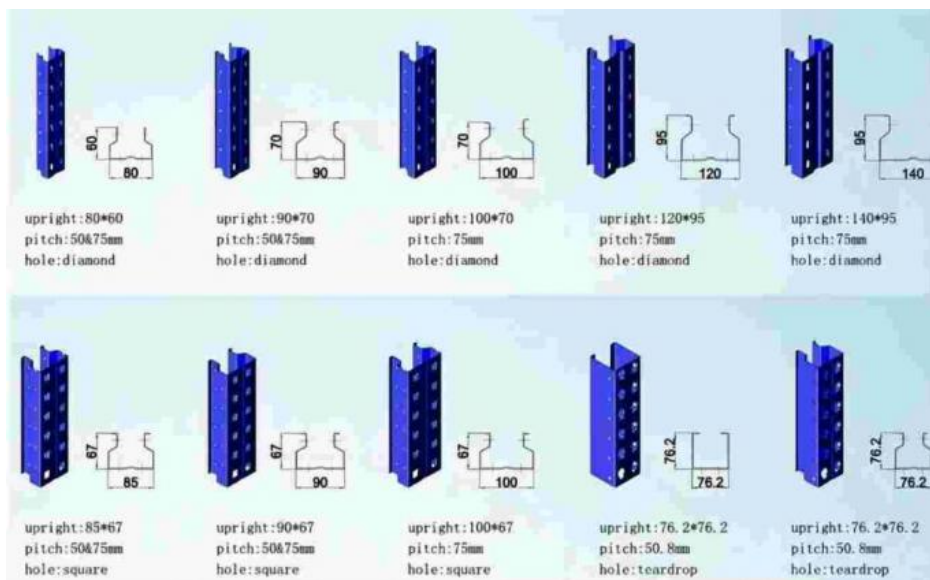 60
80
70
90
70
100
95
120
95
140
upright:80*60
pitch:50&75mm
hole:diamond
upright:90*70
pitch:50&75mm
hole:diamond
upright:100*70
pitch:75mm
hole:diamond
upright:120*95
pitch:75mm
hole:diamond
upright:140*95
pitch:75mm
hole:diamond
67
85
67
90
67
100
76.2
76.2
76.2
76.2
upright:85*67
pitch:50&75mm
hole:square
upright:90*67
pitch:50&75mm
hole:square
upright:100*67
pitch:75mm
hole:square
upright:76.2*76.2
pitch:50.8mm
hole:teardrop
upright:76.2*76.2
pitch:50.8mm
hole:teardrop